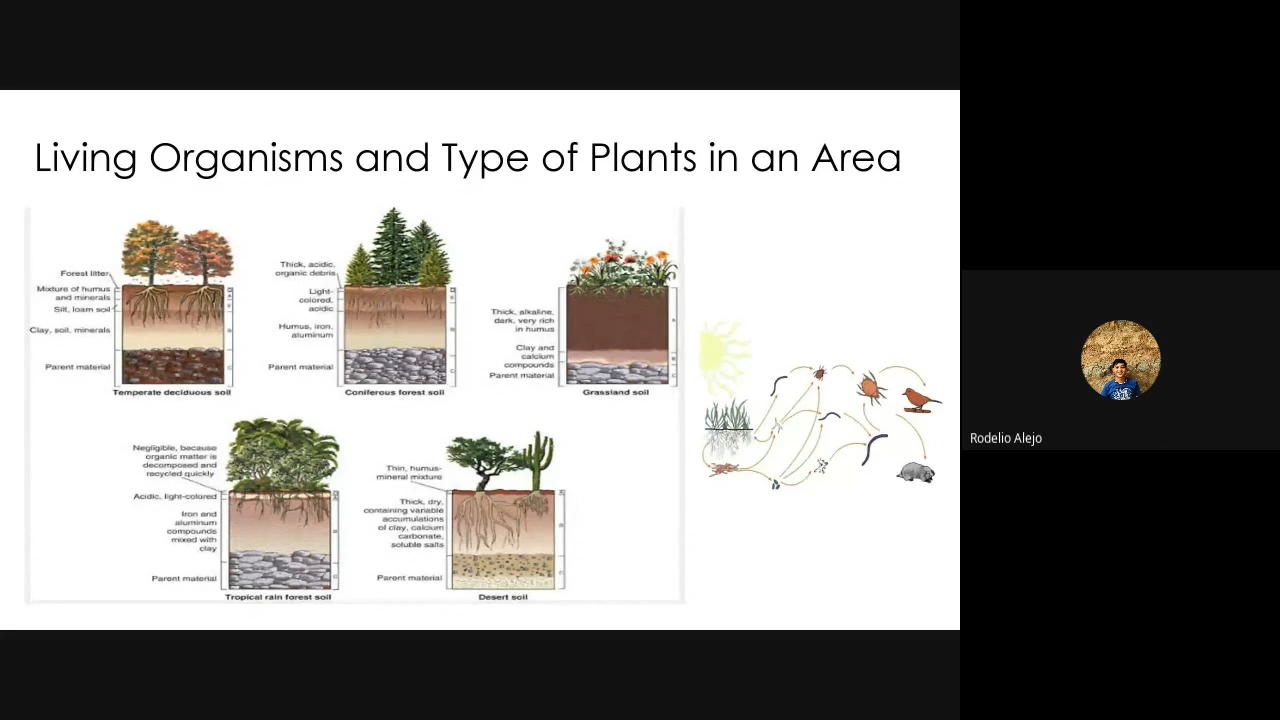 Living Organisms and Type of Plants in an Area
Forest litter
Mixture of humus
and minerals
Silt, loam soil
Clay, soil, minerals
Parent material
Temperate deciduous soil
Thick, acidic,
organic debris
Light-
colored,
acidic
Humus, iron,
aluminum
Parent material
Coniferous forest soil
Thick, alkaline,
dark, very rich
in humus
Clay and
calcium
compounds
Parent material
Grassland soil
Negligible, because
organic matter is
decomposed and
recycled quickly
Acidic, light-colored
Iron and
aluminum
compounds
mixed with
clay
Parent material
Tropical rain forest soil
Thin, humus-
mineral mixture
Thick, dry,
containing variable
accumulations
of clay, calcium
carbonate,
soluble salts
Parent material
Desert soil
Rodelio Alejo